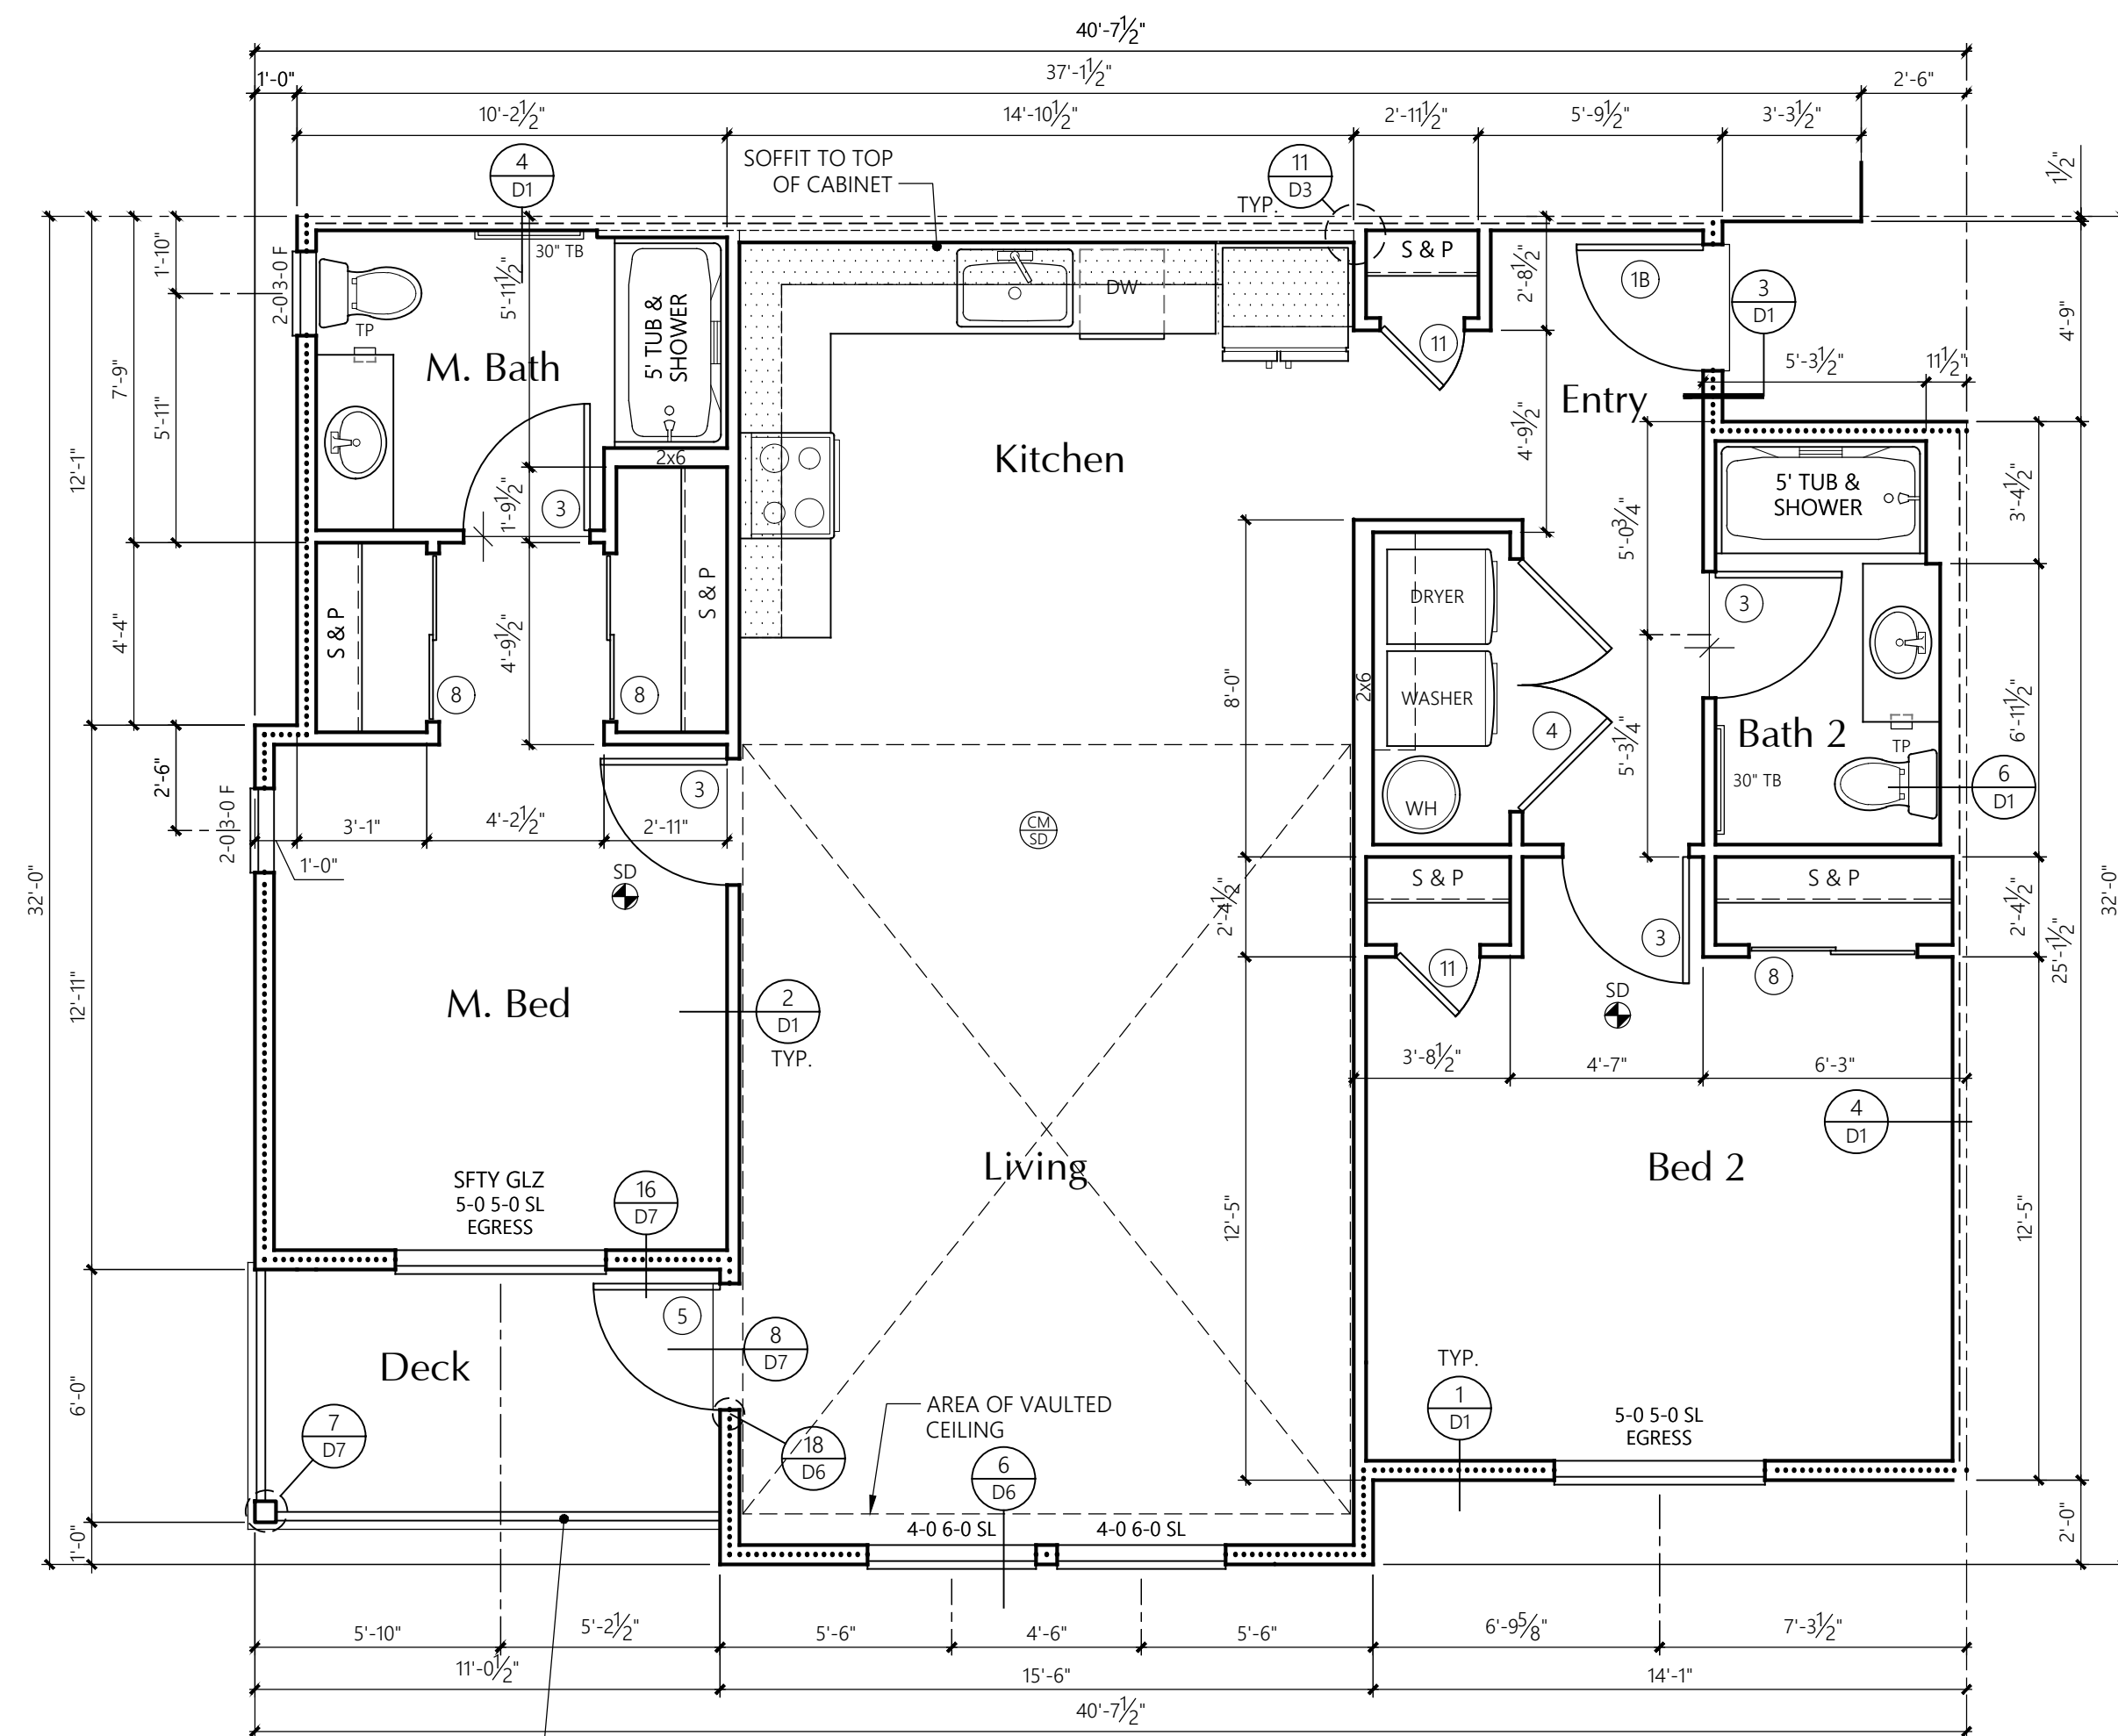 40'-7½"
1'-0"
37'-1½"
2'-6"
10'-2½"
14'-10½"
2'-11½"
5'-9½"
3'-3½"
1½"
4
D1
SOFFIT TO TOP
OF CABINET
11
D3
TYP.
1'-10"
2-0 3-0 F
30" TB
5'-11½"
5' TUB &
SHOWER
DW
S & P
2'-8½"
1B
3
D1
4'-9"
TP
M. Bath
11
5'-3½"
11½"
7'-9"
5'-11"
Entry
Kitchen
4'-9½"
12'-1"
2x6
1'-9½"
3
5' TUB &
SHOWER
3'-4½"
5'-0¾"
4'-4"
S & P
4'-9½"
S & P
DRYER
3
8
8
8'-0"
2x6
WASHER
4
5'-3¼"
Bath 2
TP
6'-11½"
2'-6"
3
30" TB
6
D1
2-0 3-0 F
3'-1"
4'-2½"
2'-11"
CM
SD
WH
1'-0"
SD
32'-0"
S & P
S & P
32'-0"
2'-4½"
2'-4½"
3
11
8
25'-1½"
12'-11"
M. Bed
2
D1
TYP.
SD
3'-8½"
4'-7"
6'-3"
4
D1
Living
Bed 2
SFTY GLZ
5-0 5-0 SL
EGRESS
16
D7
12'-5"
12'-5"
5
8
D7
Deck
TYP.
1
D1
6'-0"
AREA OF VAULTED
CEILING
5-0 5-0 SL
EGRESS
7
D7
18
D6
6
D6
4-0 6-0 SL
4-0 6-0 SL
1'-0"
2'-0"
5'-10"
5'-2½"
5'-6"
4'-6"
5'-6"
6'-9⅝"
7'-3½"
11'-0½"
15'-6"
14'-1"
40'-7½"